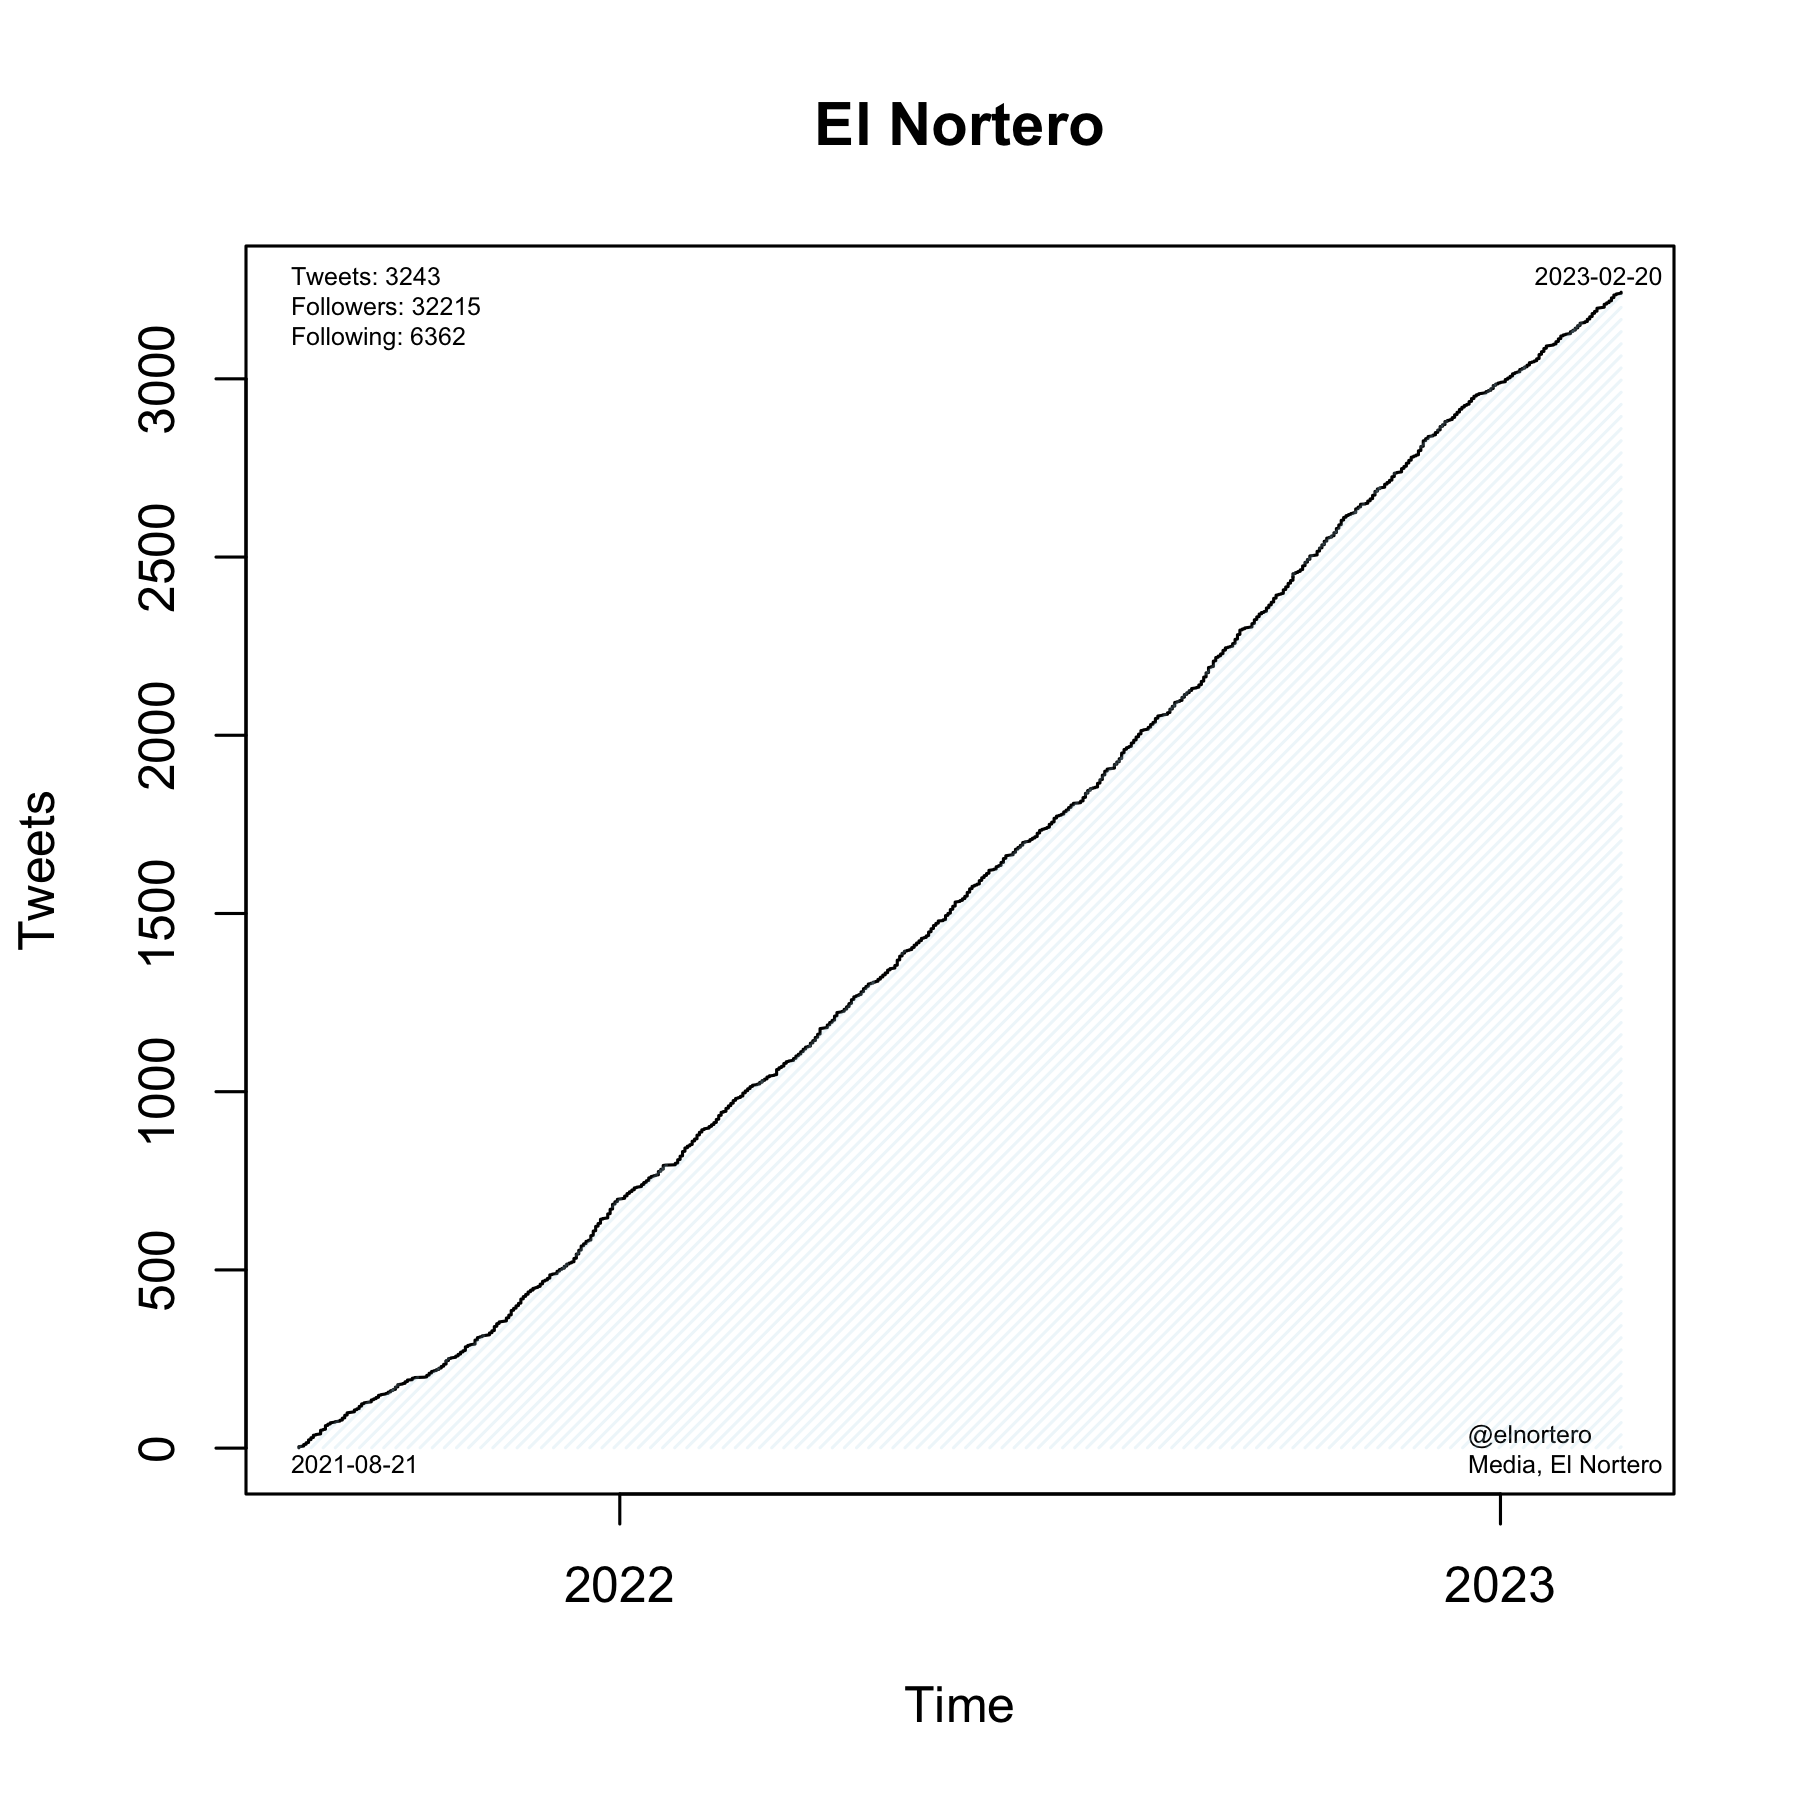 El Nortero
Tweets: 3243
Followers: 32215
Following: 6362
2023-02-20
3000
2500
2000
1500
1000
500
0
Tweets
2021-08-21
@elnortero
Media, El Nortero
2022
2023
Time